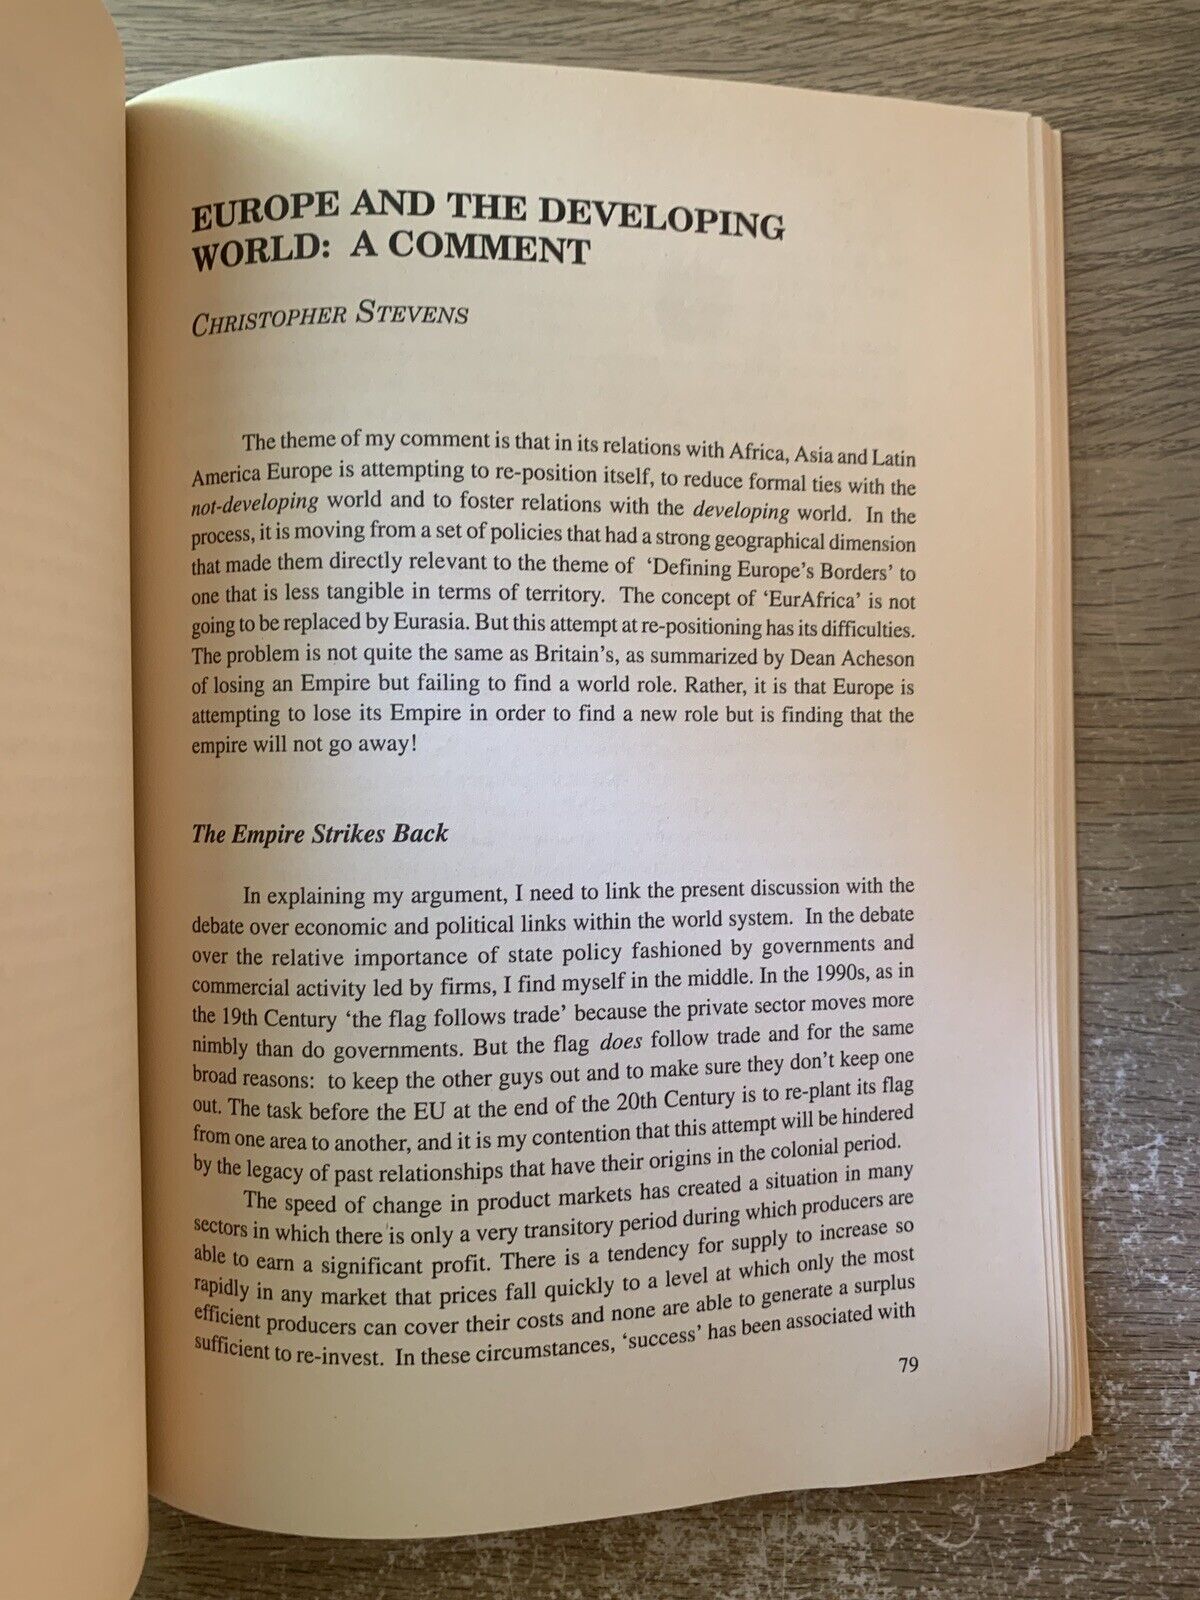 EUROPE AND THE DEVELOPING
WORLD: A COMMENT
CHRISTOPHER STEVENS
The theme of my comment is that in its relations with Africa, Asia and Latin
America Europe is attempting to re-position itself, to reduce formal ties with the
not-developing world and to foster relations with the developing world. In the
process, it is moving from a set of policies that had a strong geographical dimension
that made them directly relevant to the theme of ‘Defining Europe’s Borders’ to
one that is less tangible in terms of territory. The concept of ‘EurAfrica’ is not
going to be replaced by Eurasia. But this attempt at re-positioning has its difficulties.
The problem is not quite the same as Britain’s, as summarized by Dean Acheson
of losing an Empire but failing to find a world role. Rather, it is that Europe is
attempting to lose its Empire in order to find a new role but is finding that the
empire will not go away!
The Empire Strikes Back
In explaining my argument, I need to link the present discussion with the
debate over economic and political links within the world system. In the debate
over the relative importance of state policy fashioned by governments and
commercial activity led by firms, I find myself in the middle. In the 1990s, as in
the 19th Century ‘the flag follows trade’ because the private sector moves more
nimbly than do governments. But the flag does follow trade and for the same
broad reasons: to keep the other guys out and to make sure they don’t keep one
out. The task before the EU at the end of the 20th Century is to re-plant its flag
from one area to another, and it is my contention that this attempt will be hindered
by the legacy of past relationships that have their origins in the colonial period.
The speed of change in product markets has created a situation in many
sectors in which there is only a very transitory period during which producers are
able to earn a significant profit. There is a tendency for supply to increase so
rapidly in any market that prices fall quickly to a level at which only the most
efficient producers can cover their costs and none are able to generate a surplus
sufficient to re-invest. In these circumstances, ‘success’ has been associated with
79